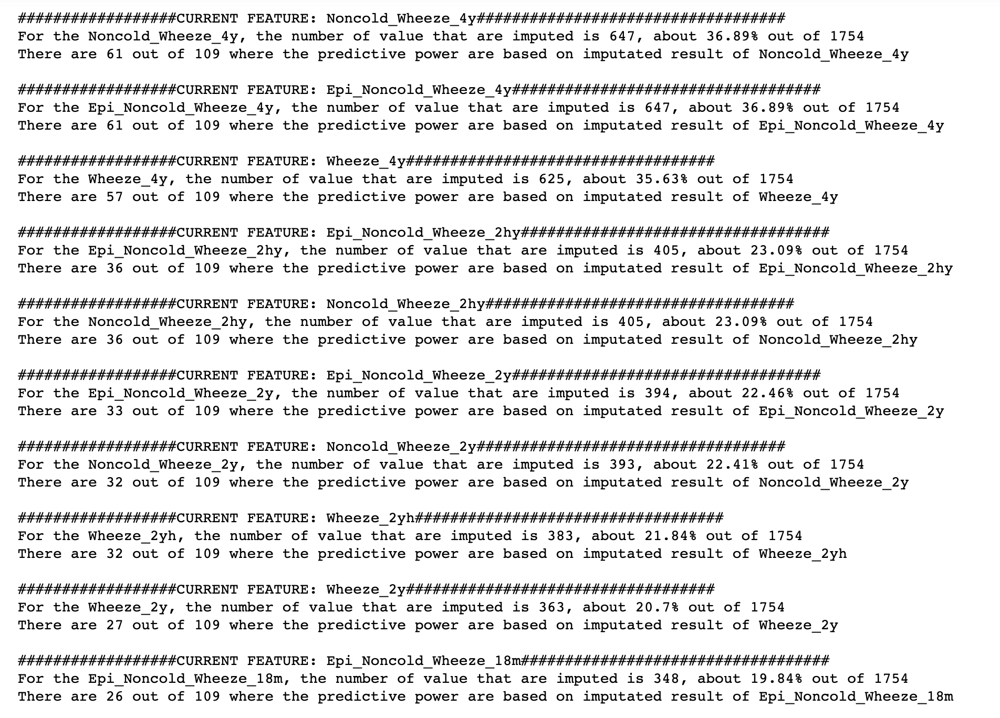 ##################CURRENT FEATURE: Noncold_Wheeze_4y###################################
For the Noncold_Wheeze_4y, the number of value that are imputed is 647, about 36.89% out of 1754
There are 61 out of 109 where the predictive power are based on imputated result of Noncold_Wheeze_4y
##################CURRENT FEATURE: Epi_Noncold_Wheeze_4y###################################
For the Epi_Noncold_Wheeze_4y, the number of value that are imputed is 647, about 36.89% out of 1754
There are 61 out of 109 where the predictive power are based on imputated result of Epi_Noncold_Wheeze_4y
##################CURRENT FEATURE: Wheeze_4y###################################
For the Wheeze_4y, the number of value that are imputed is 625, about 35.63% out of 1754
There are 57 out of 109 where the predictive power are based on imputated result of Wheeze_4y
##################CURRENT FEATURE: Epi_Noncold_Wheeze_2hy###################################
For the Epi_Noncold_Wheeze_2hy, the number of value that are imputed is 405, about 23.09% out of 1754
There are 36 out of 109 where the predictive power are based on imputated result of Epi_Noncold_Wheeze_2hy
##################CURRENT FEATURE: Noncold_Wheeze_2hy###################################
For the Noncold_Wheeze_2hy, the number of value that are imputed is 405, about 23.09% out of 1754
There are 36 out of 109 where the predictive power are based on imputated result of Noncold_Wheeze_2hy
##################CURRENT FEATURE: Epi_Noncold_Wheeze_2y###################################
For the Epi_Noncold_Wheeze_2y, the number of value that are imputed is 394, about 22.46% out of 1754
There are 33 out of 109 where the predictive power are based on imputated result of Epi_Noncold_Wheeze_2y
##################CURRENT FEATURE: Noncold_Wheeze_2y###################################
For the Noncold_Wheeze_2y, the number of value that are imputed is 393, about 22.41% out of 1754
There are 32 out of 109 where the predictive power are based on imputated result of Noncold_Wheeze_2y
##################CURRENT FEATURE: Wheeze_2yh###################################
For the Wheeze_2yh, the number of value that are imputed is 383, about 21.84% out of 1754
There are 32 out of 109 where the predictive power are based on imputated result of Wheeze_2yh
##################CURRENT FEATURE: Wheeze_2y###################################
For the Wheeze_2y, the number of value that are imputed is 363, about 20.7% out of 1754
There are 27 out of 109 where the predictive power are based on imputated result of Wheeze_2y
##################CURRENT FEATURE: Epi_Noncold_Wheeze_18m###################################
For the Epi_Noncold_Wheeze_18m, the number of value that are imputed is 348, about 19.84% out of 1754
There are 26 out of 109 where the predictive power are based on imputated result of Epi_Noncold_Wheeze_18m